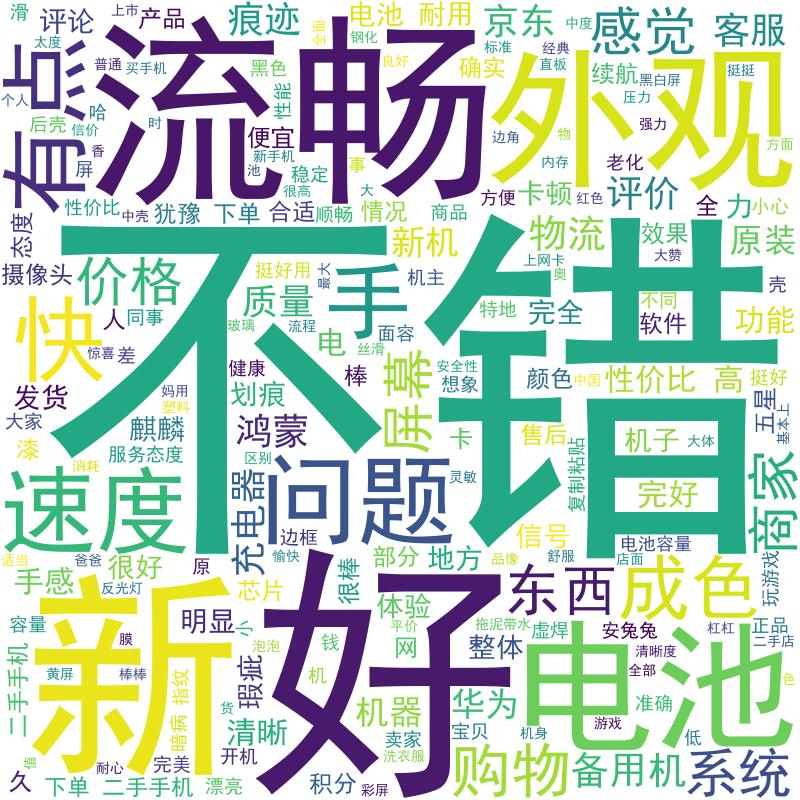 滑
评论
上市
产品
痕迹
全面
电池
耐用
京东
感觉
中度
经典
客服
太度
普通
买手机
黑色
性能
钢化
良好
确实
标准
直板
续航
黑白屏
挺挺
有点
流畅
外观
个人
后壳
哈
信价
时
屏
香
池
便宜
新手机
稳定
事
边角
物
内存
压力
强力
老化
方面
态度
性价比
中壳
犹豫
下单
很高
合适
顺畅
大
情况
商品
方便
卡顿
红色
评价
全
力
小心
不错
新机
物流
上网卡
奥
效果
大赞
原装
摄像头
价格
挺好用
最大
手
机主
壳
人
同事
质量
玻璃
流程
电
面容
特地
完全
不同
软件
功能
快
惊喜
差
丝滑
健康
划痕
棒
屏幕
安全性
想象
颜色
中国
性价比
高
挺好
发货
妈用
塑料
大家
麒麟
鸿蒙
卡
售后
机子
大体
五星
基本上
漆
服务态度
消耗
区别
问题
灵敏
复制粘贴
完好
商家
速度
充电器
边框
信号
电池容量
适当
爸爸
原
愉快
部分
地方
品像
舒服
店面
玩游戏
手感
很好
反光灯
芯片
很棒
体验
东西
成色
容量
新
明显
小
好
平价
拖泥带水
虚焊
安兔兔
杠杠
正品
膜
泡泡
钱
网
整体
清晰度
二手店
二手手机
黄屏
棒棒
指纹
瑕疵
机
电池
全部
色
暗病
货
清晰
机器
华为
准确
游戏
开机
卖家
宝贝
机身
低
久
值
耐心
完美
洗衣服
购物
备用机
系统
下单
二手手机
漂亮
积分
彩屏